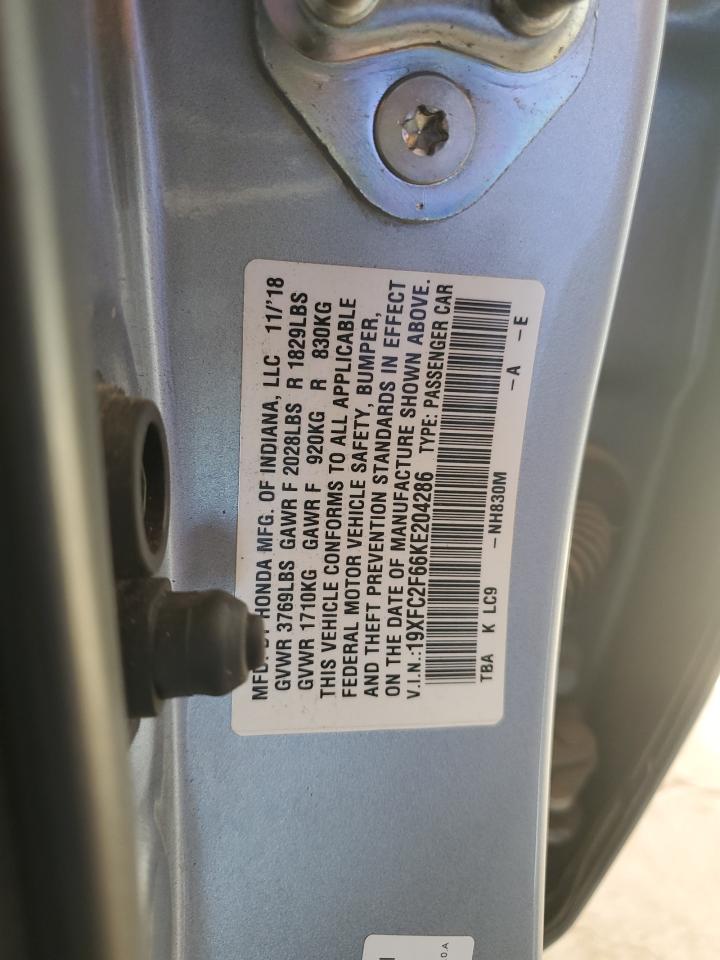 MFD. BY HONDA MFG. OF INDIANA, LLC 11/'18
GVWR 3769LBS GAWR F 2028LBS R 1829LBS
GVWR 1710KG GAWR F 920KG R 830KG
THIS VEHICLE CONFORMS TO ALL APPLICABLE
FEDERAL MOTOR VEHICLE SAFETY, BUMPER,
AND THEFT PREVENTION STANDARDS IN EFFECT
ON THE DATE OF MANUFACTURE SHOWN ABOVE.
V.I.N.:19XFC2F66KE204286 TYPE: PASSENGER CAR
TBA K LC9 -NH830M -A -E